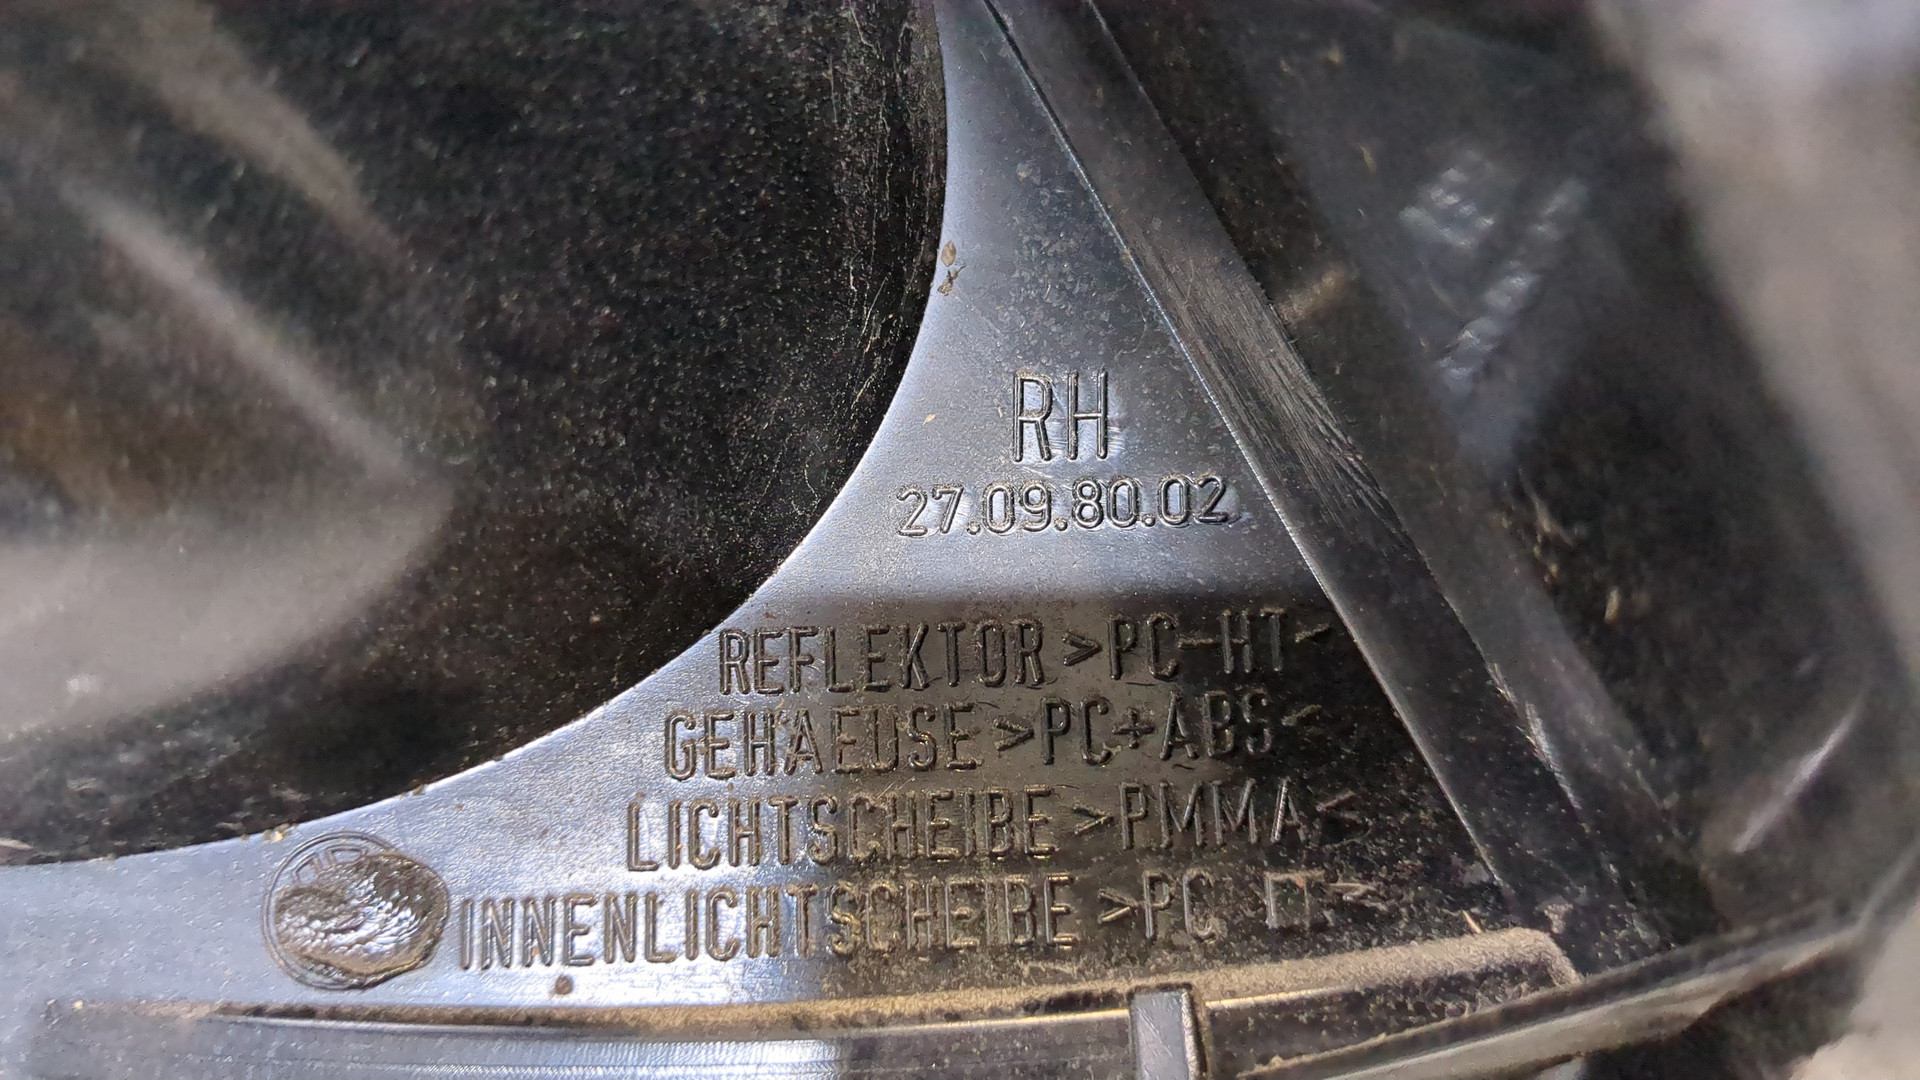 RH
27.09.80.02
REFLEKTOR >PC-HT<
GEHAEUSE >PC+ABS<
LICHTSCHEIBE >PMMA<
INNENLICHTSCHEIBE >PC